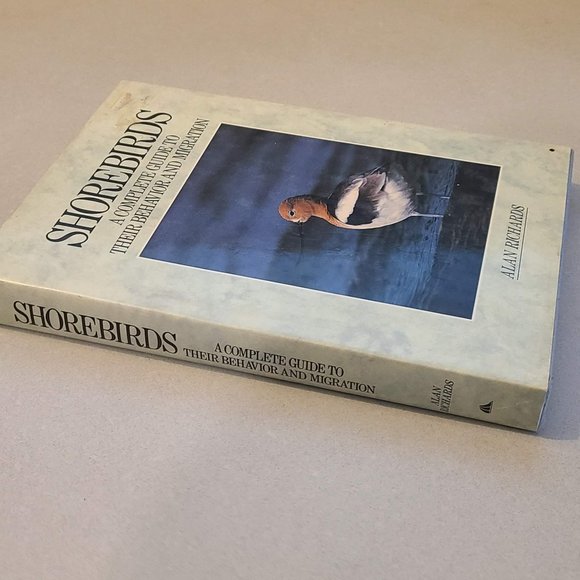 SHOREBIRDS
A COMPLETE GUIDE TO
THEIR BEHAVIOR AND MIGRATION
ALAN RICHARDS
SHOREBIRDS
A COMPLETE GUIDE TO
THEIR BEHAVIOR AND MIGRATION
ALAN
RICHARDS